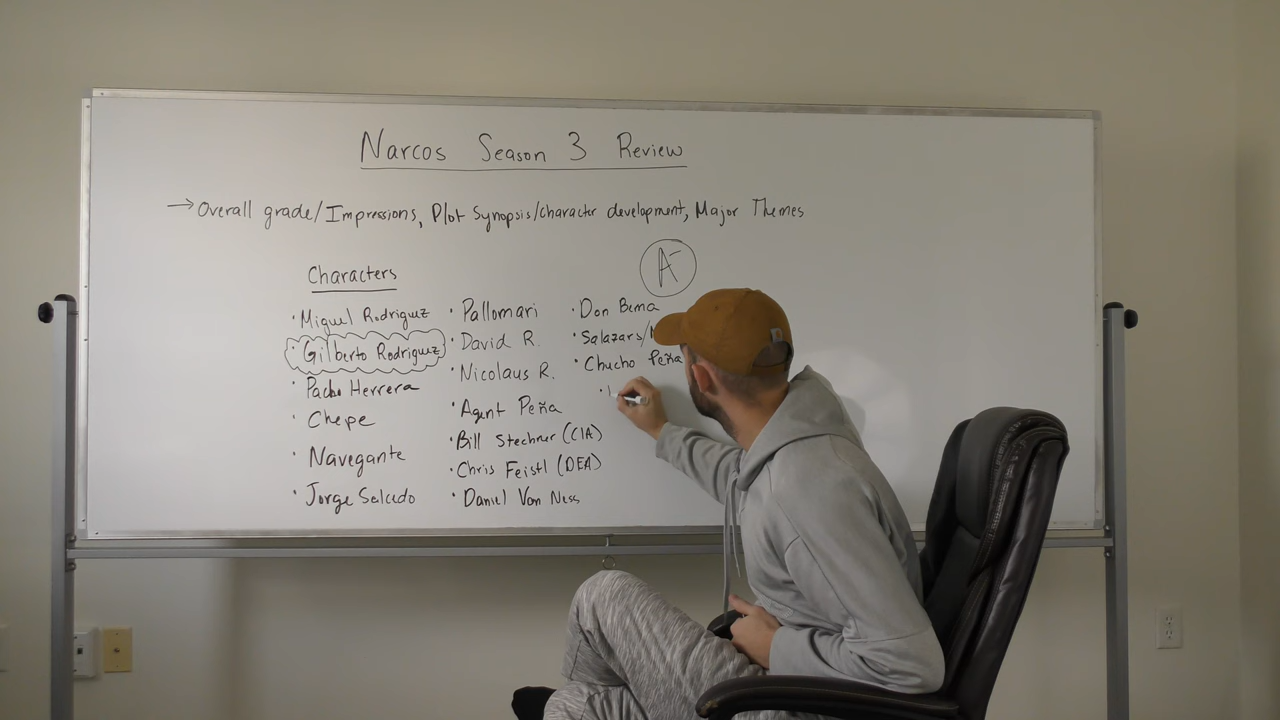 Narcos Season 3 Review
→ Overall grade/Impressions, Plot Synopsis/character development, Major Themes
A-
Characters
· Miguel Rodriguez
· Gilberto Rodriguez
· Pacho Herrera
· Chepe
· Navegante
· Jorge Salcedo
· Pallomari
· David R.
· Nicolaus R.
· Agent Peña
· Bill Stechner (CIA)
· Chris Feistl (DEA)
· Daniel Van Ness
· Don Berna
· Salazars/
· Chucho Peña